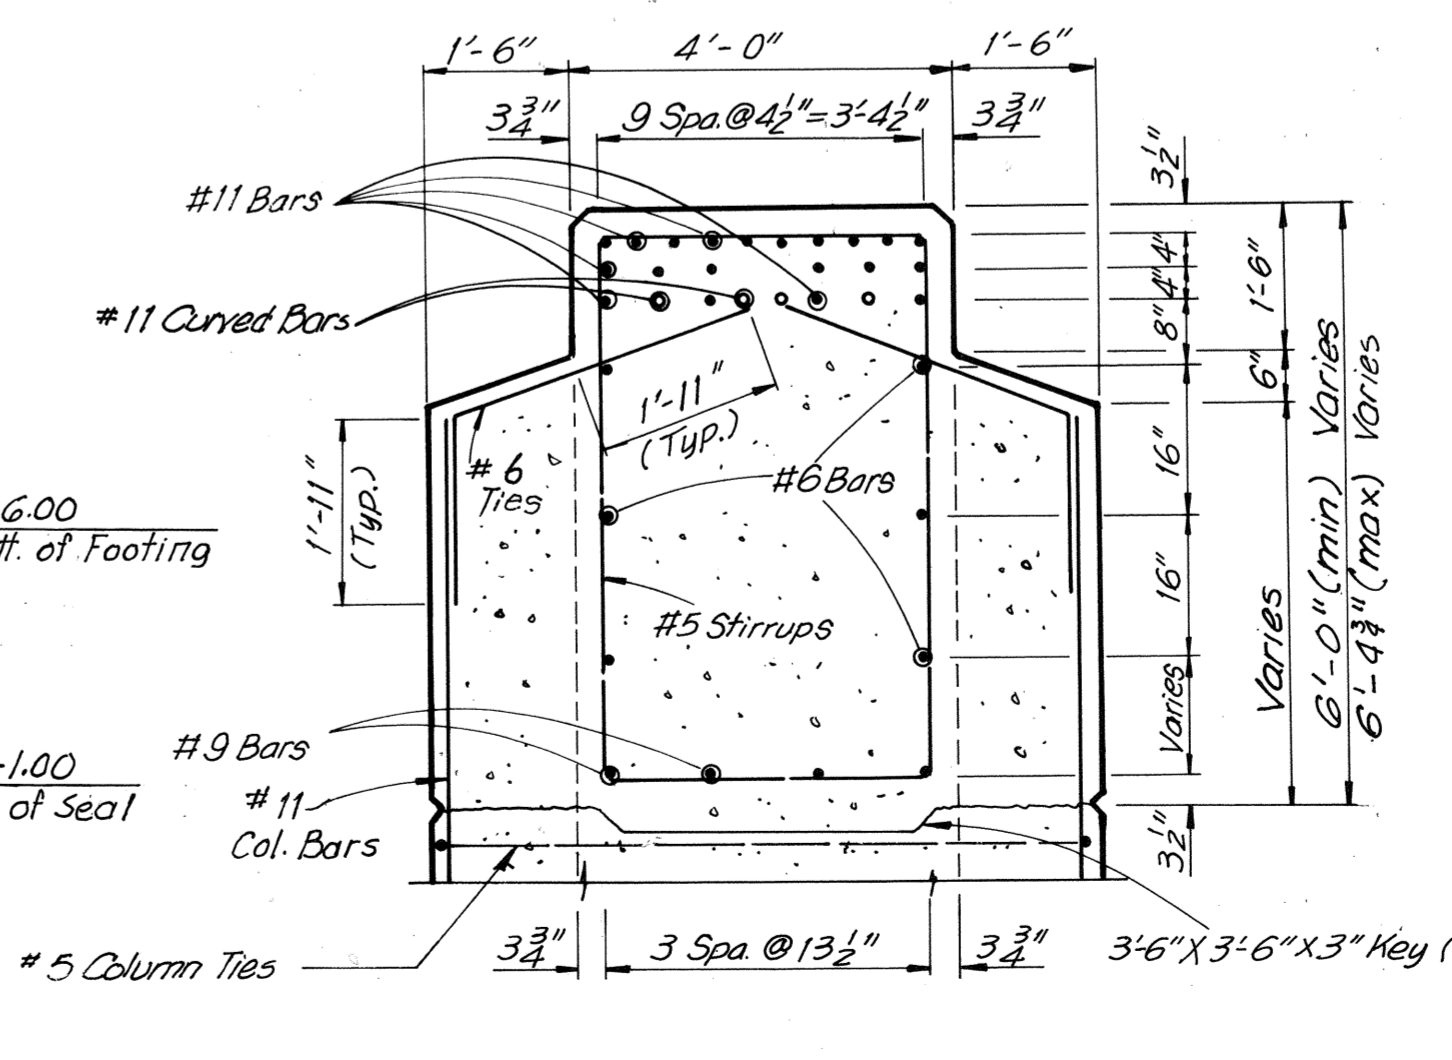 1'-6"
4'-0"
1'-6"
3 3/4"
9 Spa.@4 1/2"=3'-4 1/2"
3 3/4"
3 1/2"
#11 Bars
4"
4"
8"
1'-6"
6"
#11 Curved Bars
1'-11"
(Typ.)
#6
Ties
#6 Bars
16"
1'-11"
(Typ.)
6.00
tt. of Footing
16"
#5 Stirrups
Varies
Varies
6'-0"(min) Varies
6'-4 3/4"(max) Varies
#9 Bars
-1.00
of Seal
#11
Col. Bars
3 1/2"
#5 Column Ties
3 3/4"
3 Spa. @ 13 1/2"
3 3/4"
3'-6"X3'-6"X3" Key (